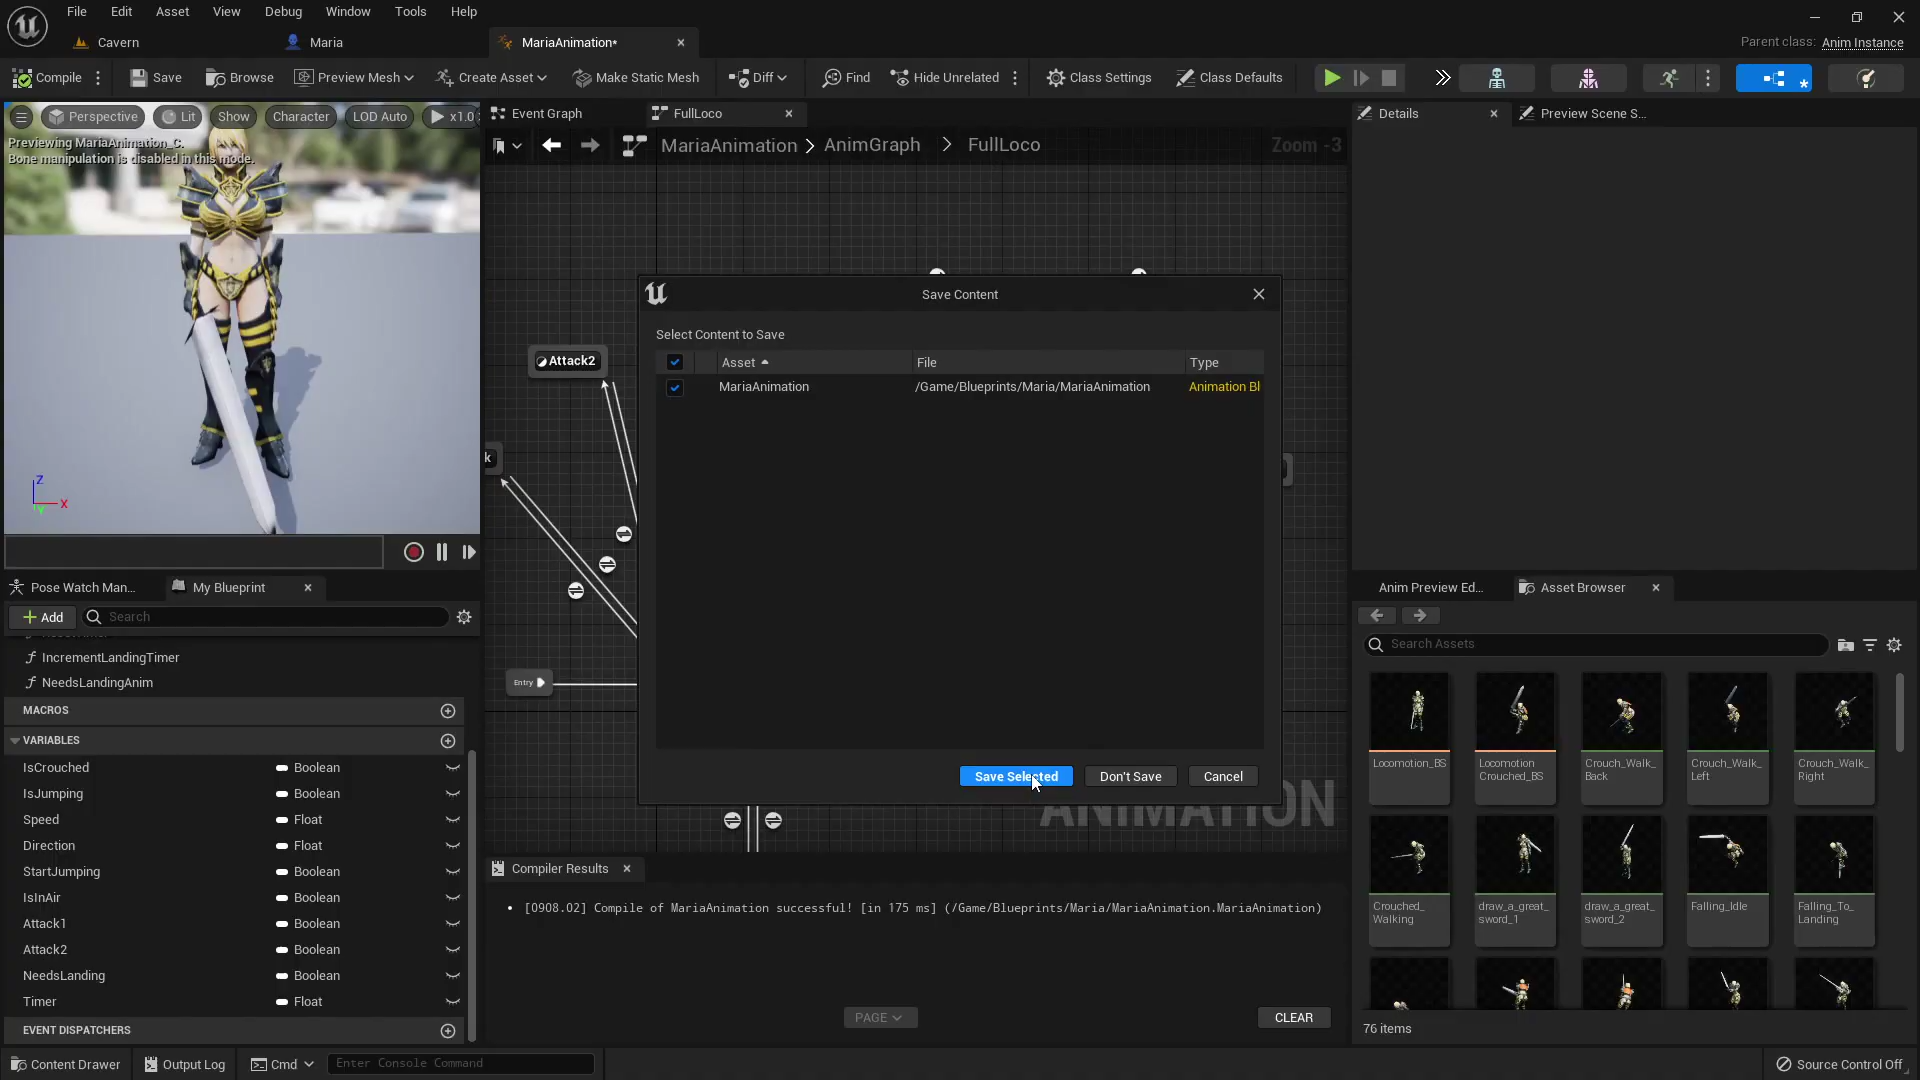 File Edit Asset View Debug Window Tools Help
Cavern Maria MariaAnimation*
Parent class: Anim Instance
Compile Save Browse Preview Mesh Create Asset Make Static Mesh Diff Find Hide Unrelated Class Settings Class Defaults
Perspective Lit Show Character LOD Auto x1.0
Previewing MariaAnimation_C.
Bone manipulation is disabled in this mode.
Event Graph FullLoco
MariaAnimation AnimGraph FullLoco
Zoom -3
Details Preview Scene S...
Save Content
Select Content to Save
Asset File Type
MariaAnimation /Game/Blueprints/Maria/MariaAnimation Animation Bl
Save Selected Don't Save Cancel
Attack2
k
Entry
ANIMATION
Z
X
Y
Pose Watch Man... My Blueprint
Add Search
IncrementLandingTimer
NeedsLandingAnim
MACROS
VARIABLES
IsCrouched Boolean
IsJumping Boolean
Speed Float
Direction Float
StartJumping Boolean
IsInAir Boolean
Attack1 Boolean
Attack2 Boolean
NeedsLanding Boolean
Timer Float
EVENT DISPATCHERS
Compiler Results
[0908.02] Compile of MariaAnimation successful! [in 175 ms] (/Game/Blueprints/Maria/MariaAnimation.MariaAnimation)
PAGE CLEAR
Anim Preview Ed... Asset Browser
Search Assets
Locomotion_BS
Locomotion
Crouched_BS
Crouch_Walk_
Back
Crouch_Walk_
Left
Crouch_Walk_
Right
Crouched_
Walking
draw_a_great_
sword_1
draw_a_great_
sword_2
Falling_Idle
Falling_To_
Landing
76 items
Content Drawer Output Log Cmd Enter Console Command
Source Control Off